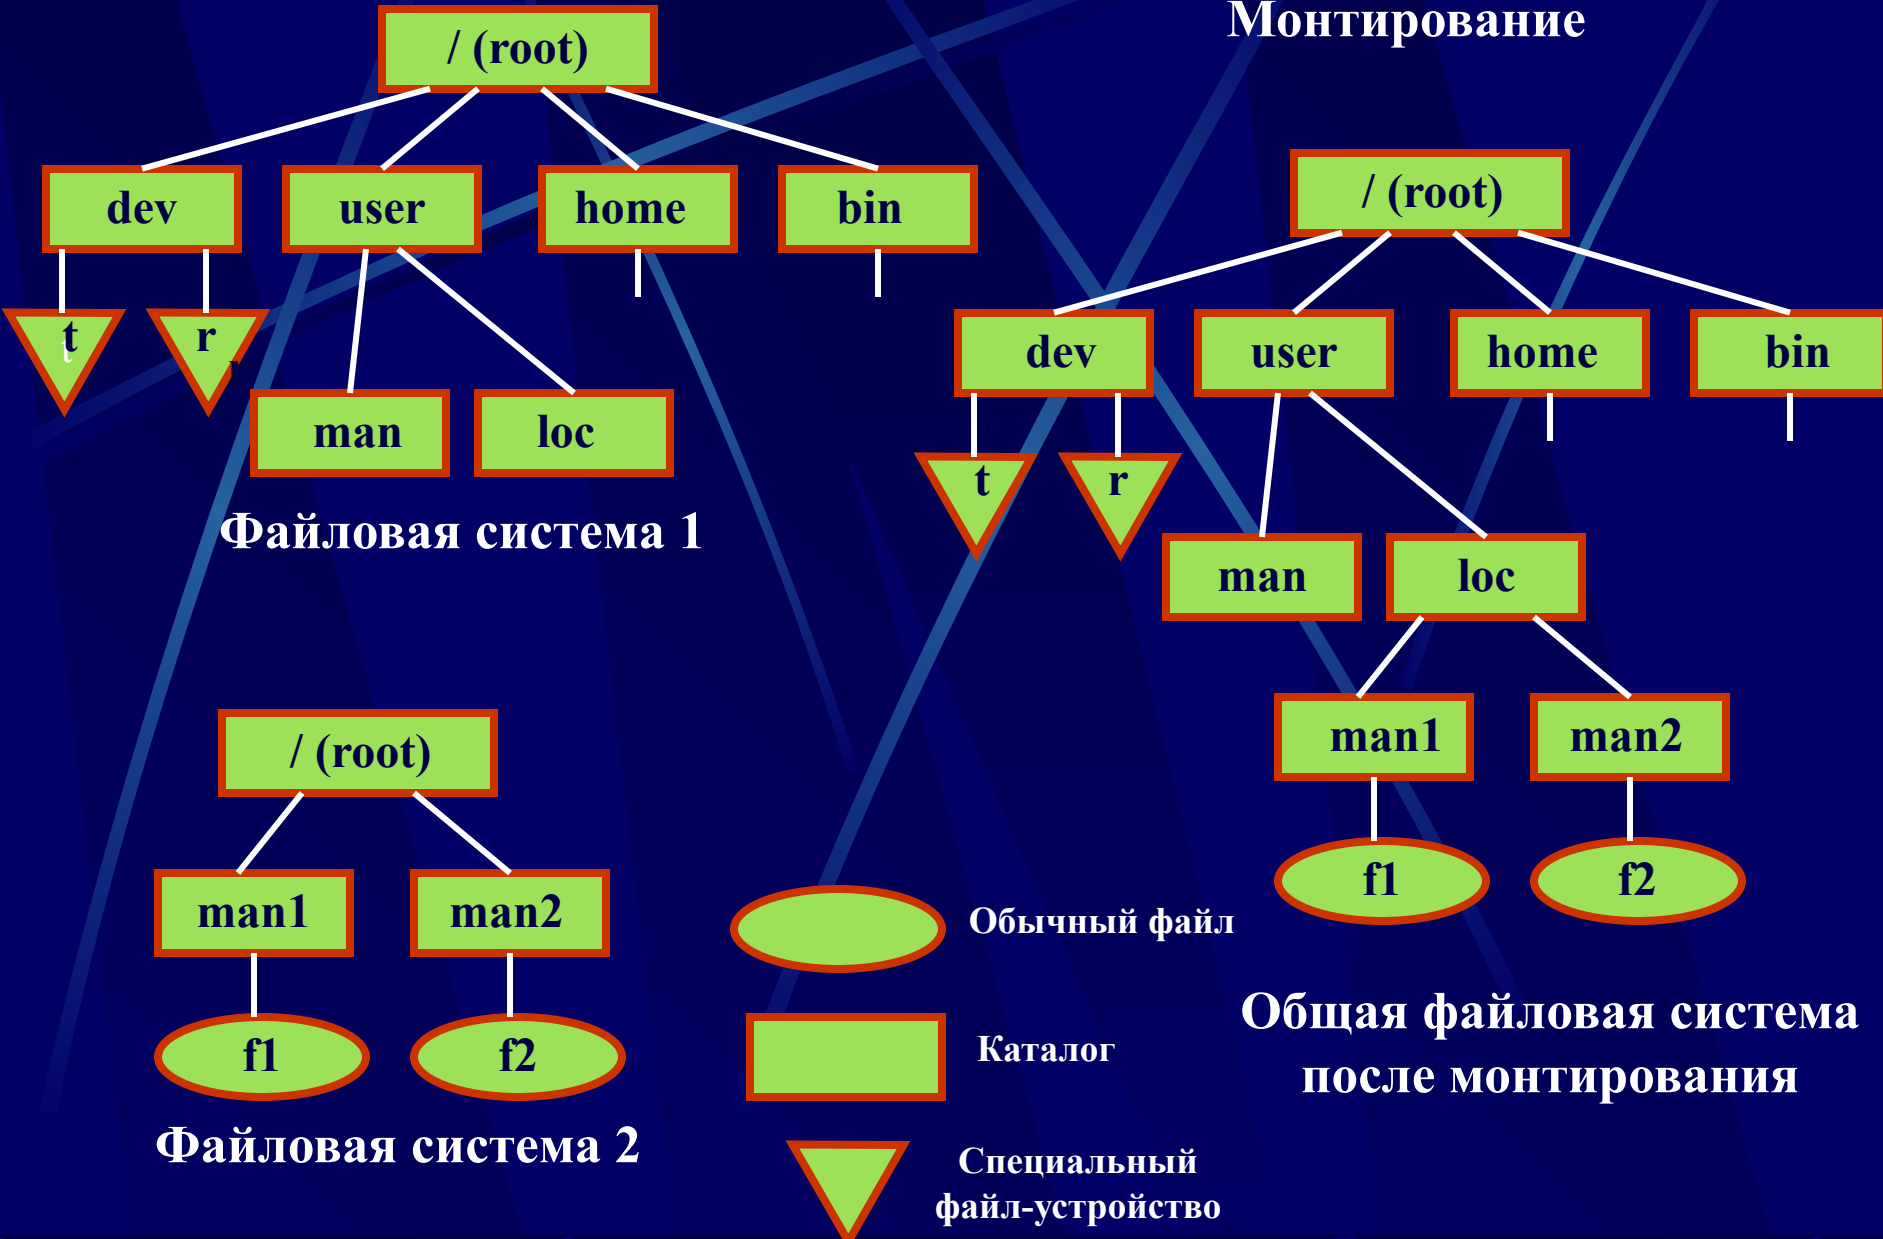 Монтирование
/ (root)
dev
user
home
bin
t
t
r
r
man
loc
Файловая система 1
/ (root)
man1
man2
f1
f2
Файловая система 2
/ (root)
dev
user
home
bin
t
r
man
loc
man1
man2
f1
f2
Общая файловая система
после монтирования
Обычный файл
Каталог
Специальный
файл-устройство